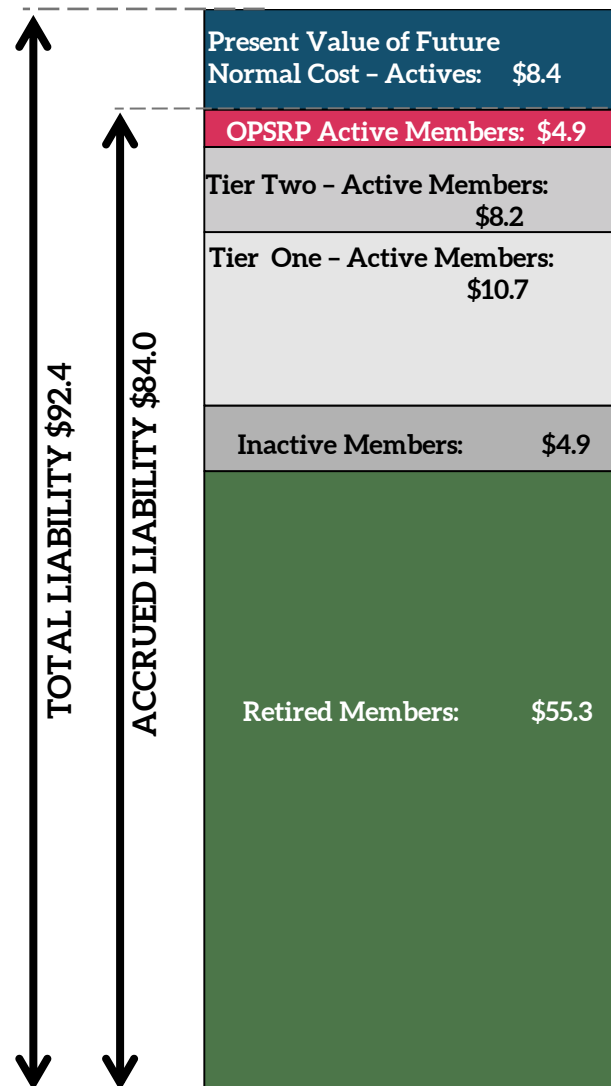 Present Value of Future
Normal Cost – Actives: $8.4
OPSRP Active Members: $4.9
Tier Two – Active Members:
$8.2
Tier One – Active Members:
$10.7
Inactive Members: $4.9
Retired Members: $55.3
TOTAL LIABILITY $92.4
ACCRUED LIABILITY $84.0